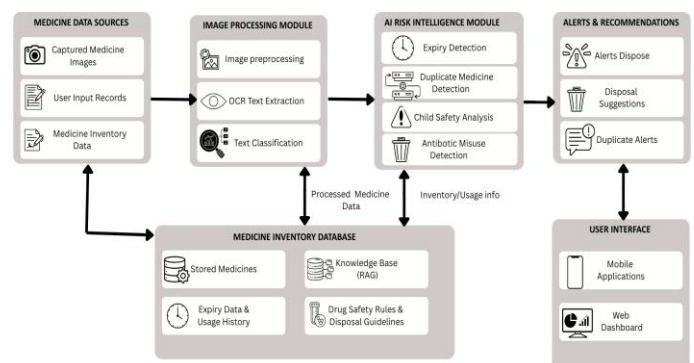 MEDICINE DATA SOURCES
Captured Medicine
Images
User Input Records
Medicine Inventory
Data
IMAGE PROCESSING MODULE
Image preprocessing
OCR Text Extraction
Text Classification
AI RISK INTELLIGENCE MODULE
Expiry Detection
Duplicate Medicine
Detection
Child Safety Analysis
Antibiotic Misuse
Detection
ALERTS & RECOMMENDATIONS
Alerts Dispose
Disposal
Suggestions
Duplicate Alerts
Processed Medicine
Data
Inventory/Usage info
MEDICINE INVENTORY DATABASE
Stored Medicines
Knowledge Base
(RAG)
Expiry Data &
Usage History
Drug Safety Rules &
Disposal Guidelines
USER INTERFACE
Mobile
Applications
Web
Dashboard